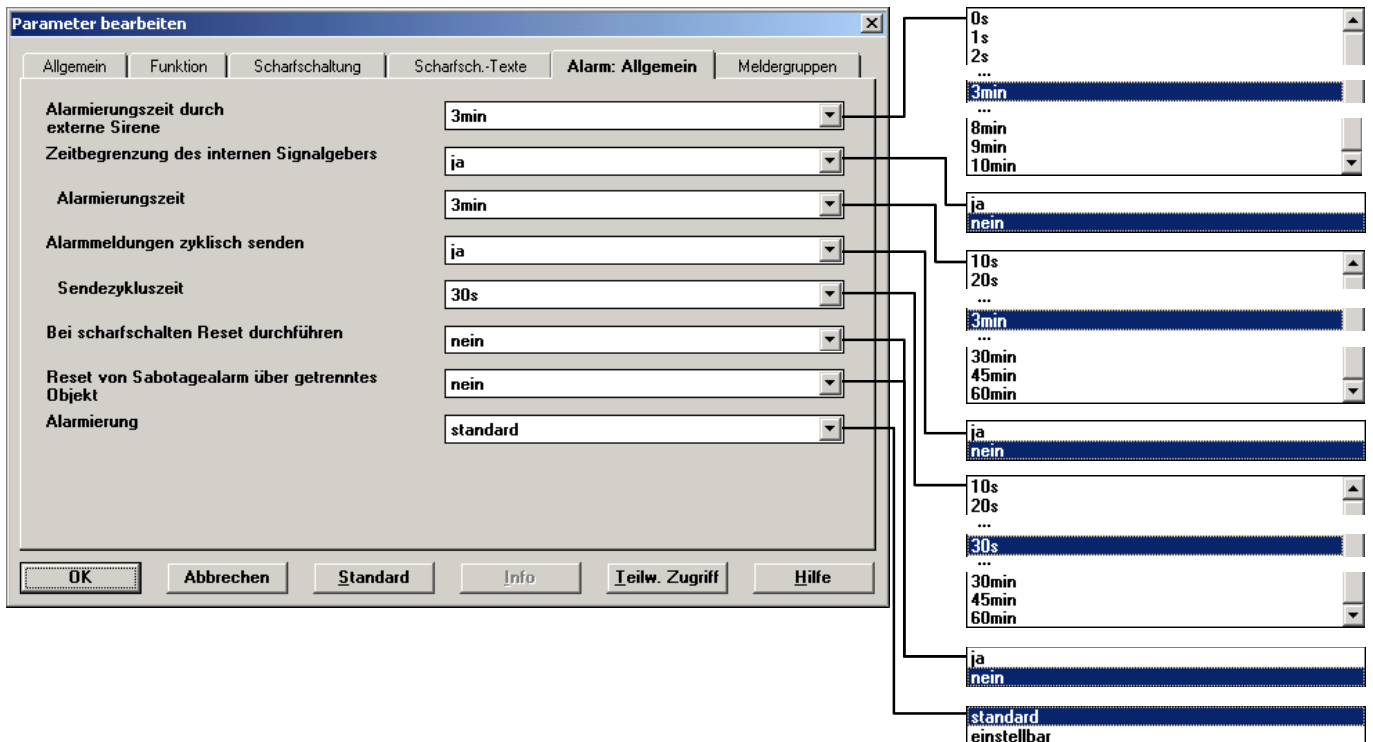 Parameter bearbeiten
Allgemein
Funktion
Scharfschaltung
Scharfsch.-Texte
Alarm: Allgemein
Meldergruppen
Alarmierungszeit durch
externe Sirene
3min
Zeitbegrenzung des internen Signalgebers
ja
Alarmierungszeit
3min
Alarmmeldungen zyklisch senden
ja
Sendezykluszeit
30s
Bei scharfschalten Reset durchführen
nein
Reset von Sabotagealarm über getrenntes
Objekt
nein
Alarmierung
standard
OK
Abbrechen
Standard
Info
Teilw. Zugriff
Hilfe
0s
1s
2s
...
3min
...
8min
9min
10min
ja
nein
10s
20s
...
3min
...
30min
45min
60min
ja
nein
10s
20s
...
30s
...
30min
45min
60min
ja
nein
standard
einstellbar